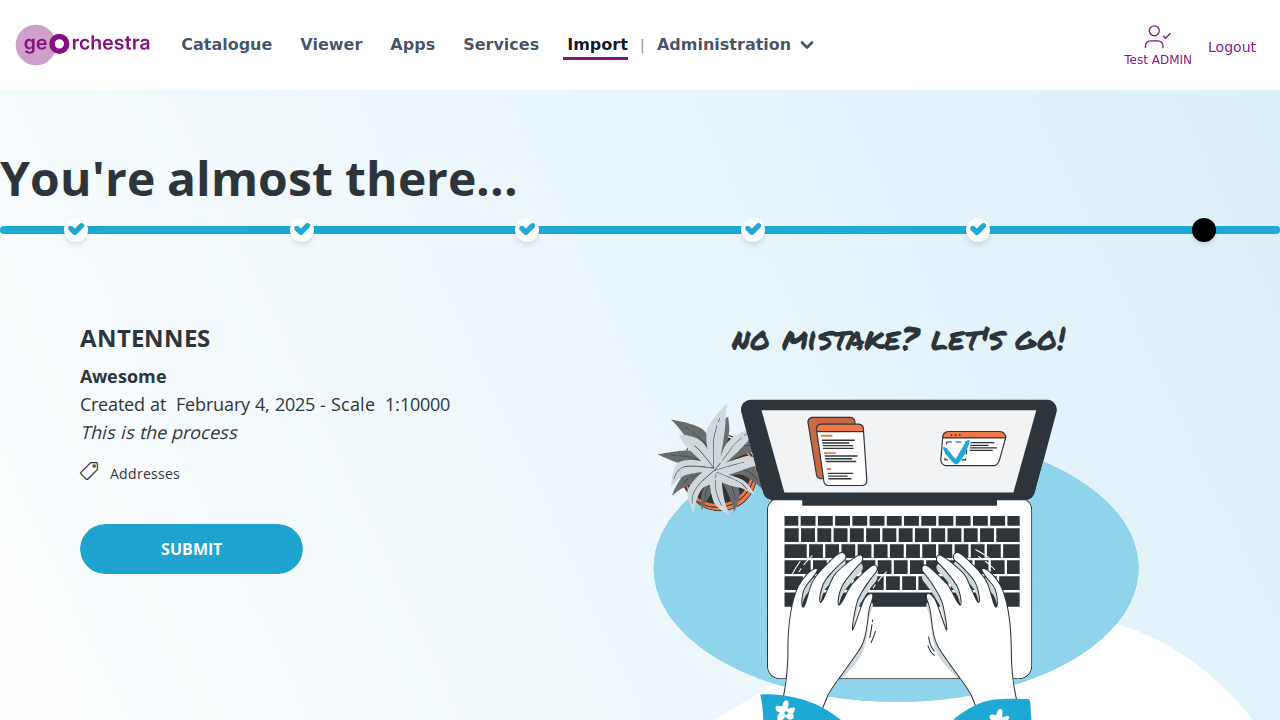 georchestra Catalogue Viewer Apps Services Import | Administration Test ADMIN Logout
You're almost there...
ANTENNES
Awesome
Created at February 4, 2025 - Scale 1:10000
This is the process
Addresses
SUBMIT
NO MISTAKE? LET'S GO!